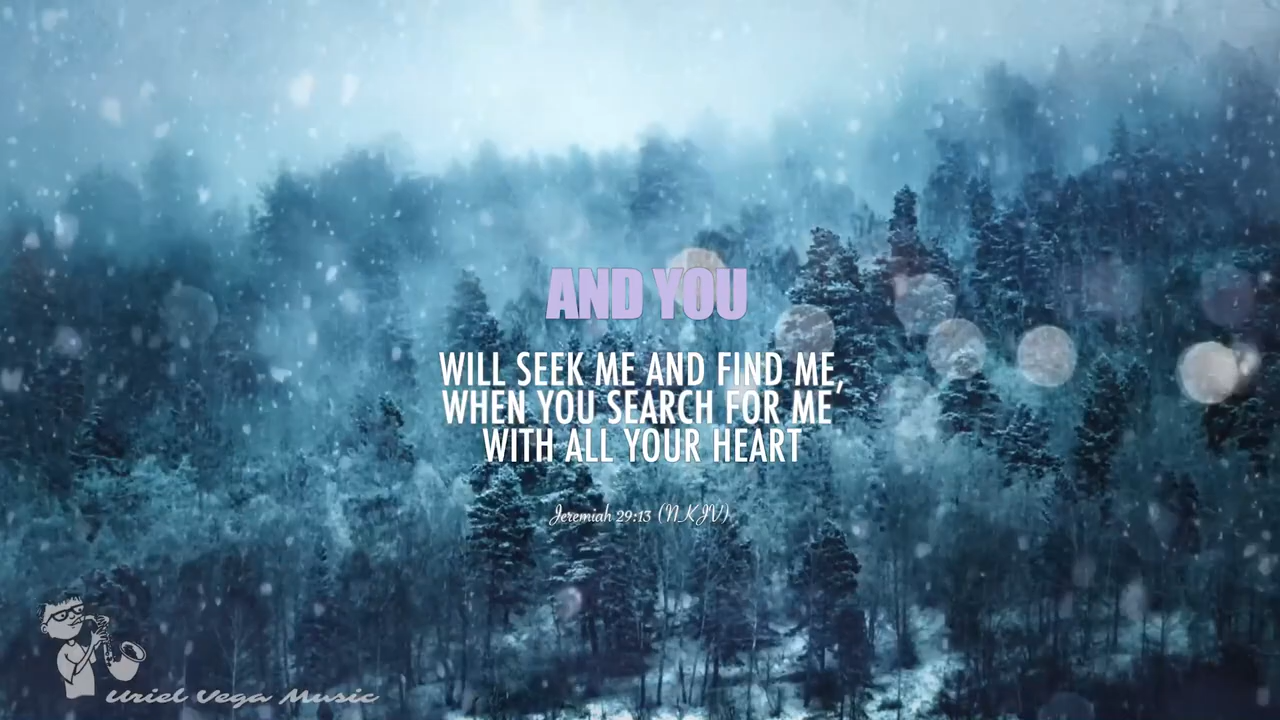 AND YOU
WILL SEEK ME AND FIND ME,
WHEN YOU SEARCH FOR ME
WITH ALL YOUR HEART
Jeremiah 29:13 (NKJV)
Uriel Vega Music